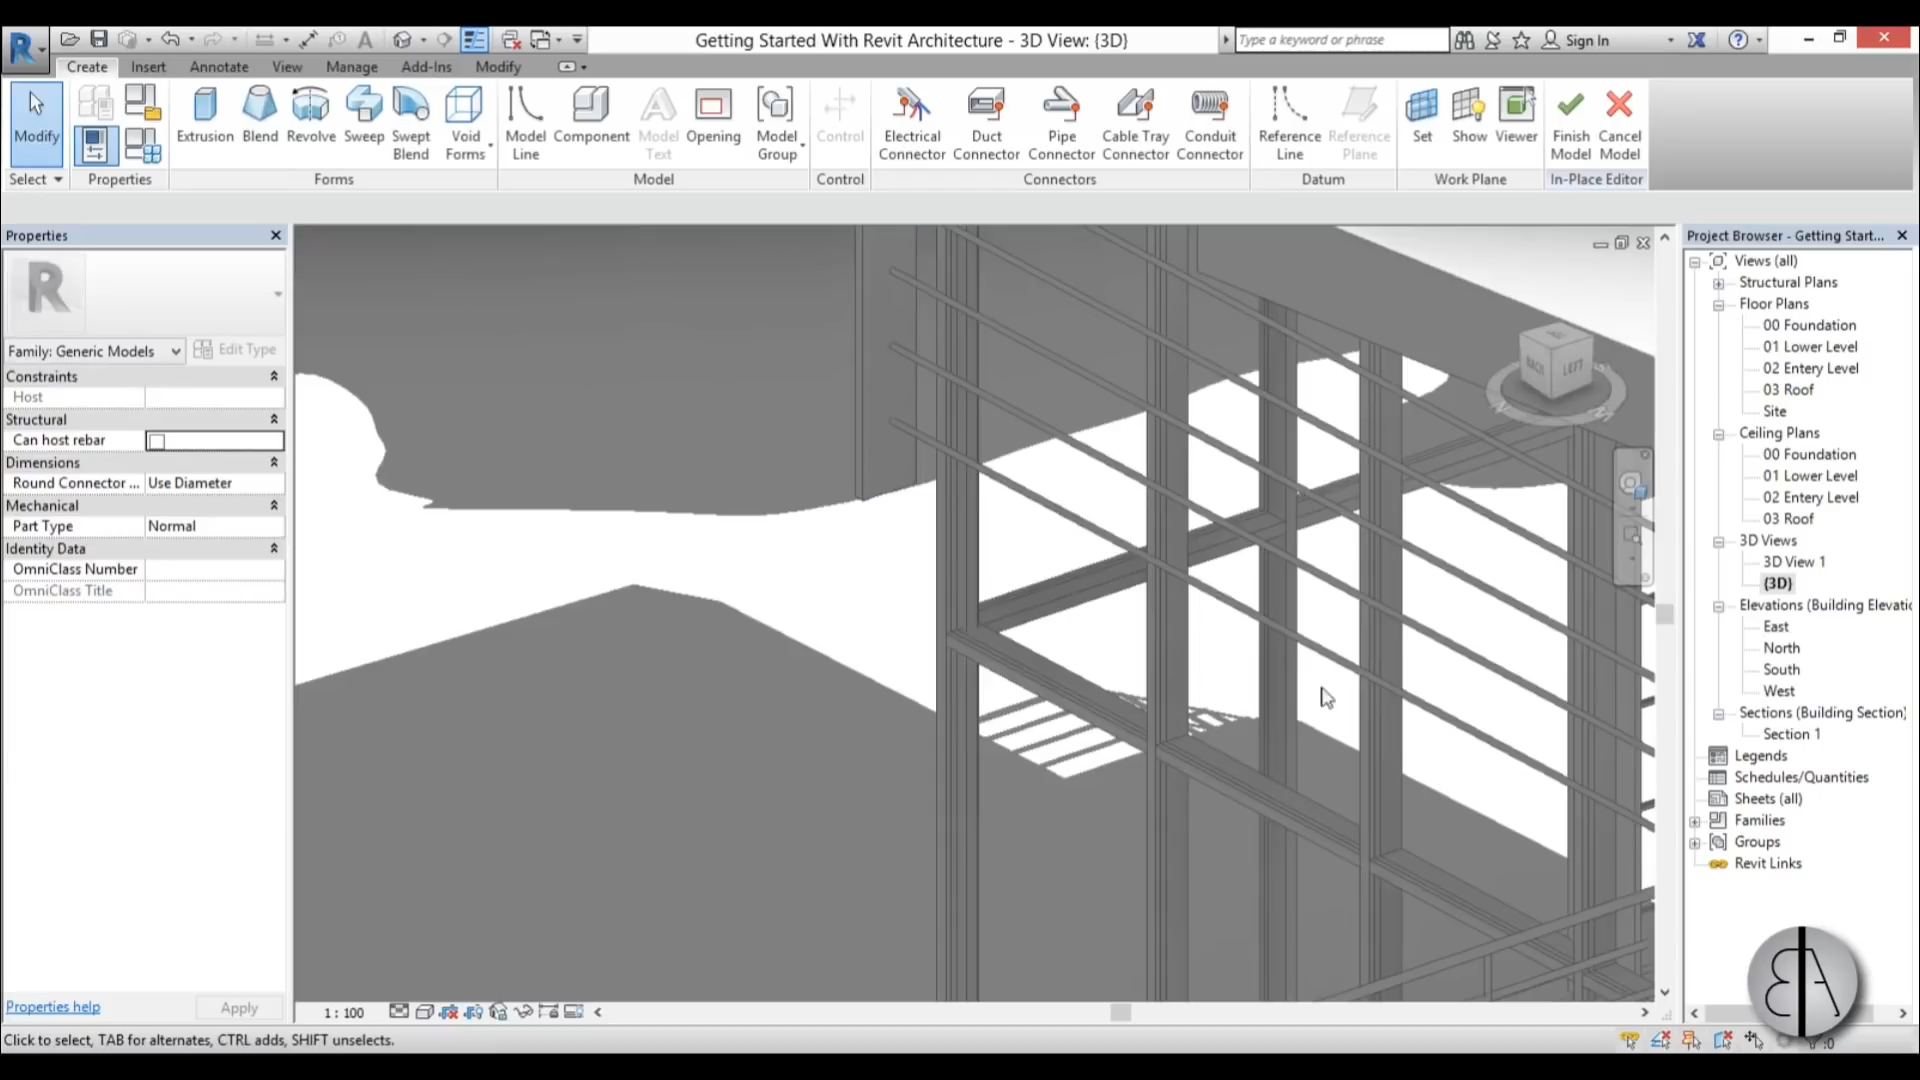 Getting Started With Revit Architecture - 3D View: {3D}
Type a keyword or phrase
Sign In
Create Insert Annotate View Manage Add-Ins Modify
Modify
Extrusion Blend Revolve Sweep Swept Blend Void Forms
Model Line Component Model Text Opening Model Group
Control
Electrical Connector Duct Connector Pipe Connector Cable Tray Connector Conduit Connector
Reference Line Reference Plane
Set Show Viewer
Finish Model Cancel Model
Select Properties Forms Model Control Connectors Datum Work Plane In-Place Editor
Properties
R
Family: Generic Models Edit Type
Constraints
Host
Structural
Can host rebar
Dimensions
Round Connector ... Use Diameter
Mechanical
Part Type Normal
Identity Data
OmniClass Number
OmniClass Title
Properties help Apply
BACK LEFT
1 : 100
Project Browser - Getting Start...
Views (all)
Structural Plans
Floor Plans
00 Foundation
01 Lower Level
02 Entery Level
03 Roof
Site
Ceiling Plans
00 Foundation
01 Lower Level
02 Entery Level
03 Roof
3D Views
3D View 1
{3D}
Elevations (Building Elevatio
East
North
South
West
Sections (Building Section)
Section 1
Legends
Schedules/Quantities
Sheets (all)
Families
Groups
Revit Links
BA
Click to select, TAB for alternates, CTRL adds, SHIFT unselects.
:0